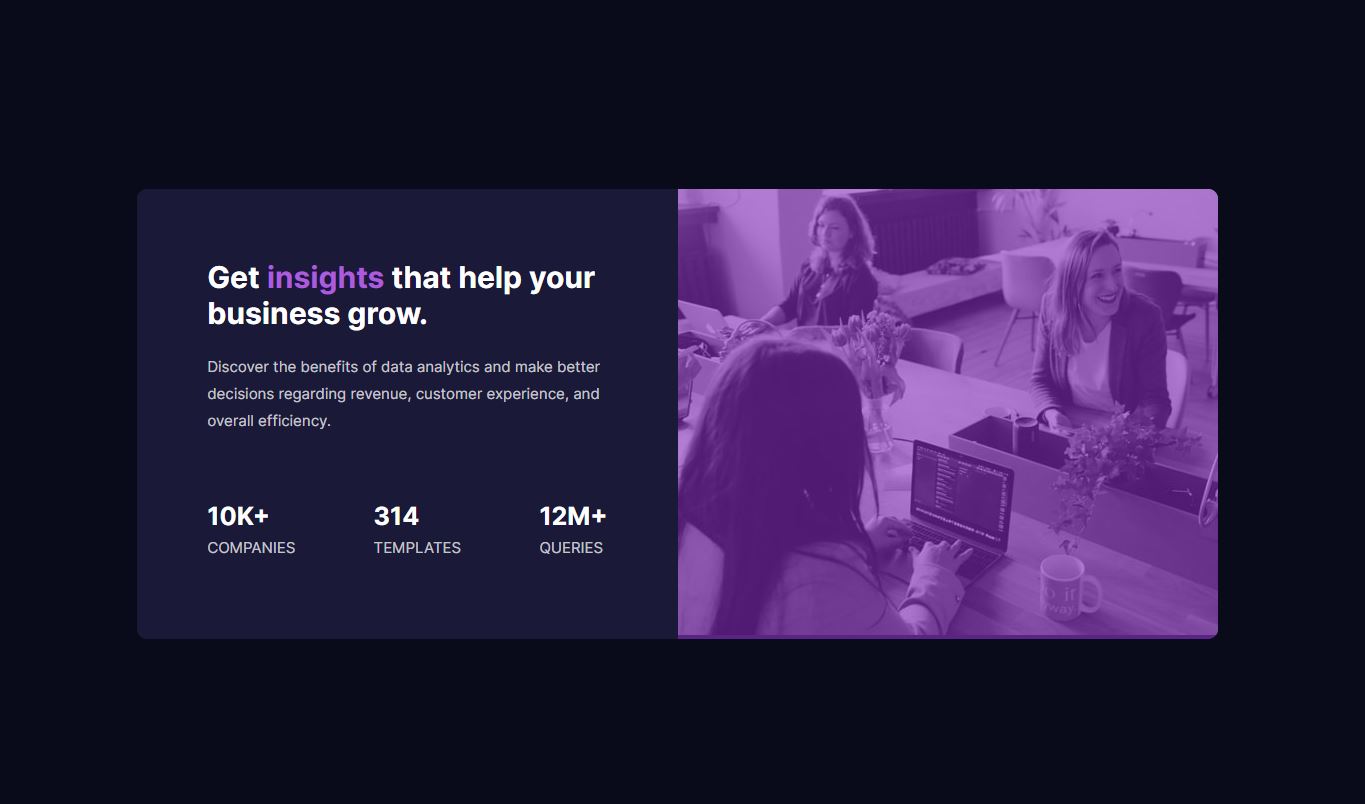 Get insights that help your
business grow.
Discover the benefits of data analytics and make better
decisions regarding revenue, customer experience, and
overall efficiency.
10K+ 314 12M+
COMPANIES TEMPLATES QUERIES